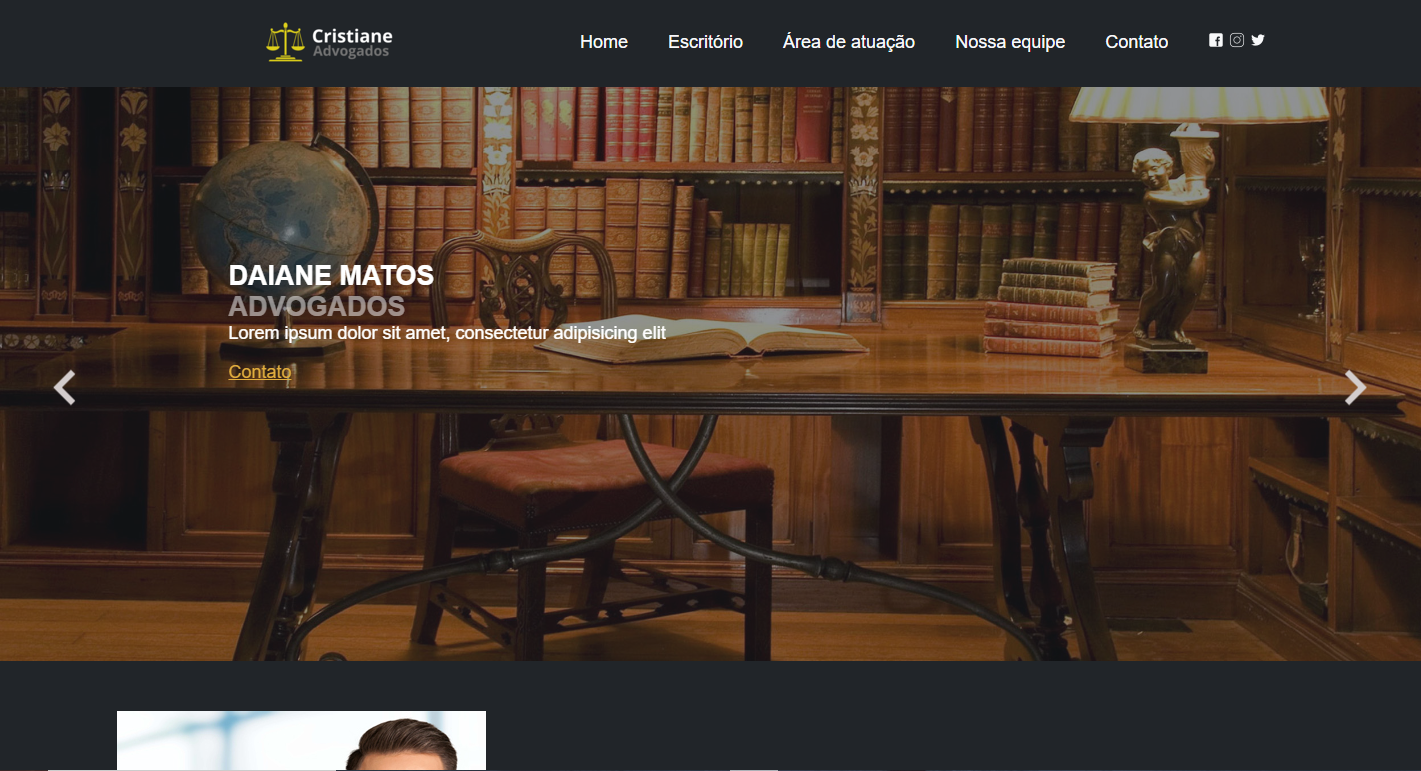 Cristiane
Advogados
Home Escritório Área de atuação Nossa equipe Contato
DAIANE MATOS
ADVOGADOS
Lorem ipsum dolor sit amet, consectetur adipisicing elit
Contato